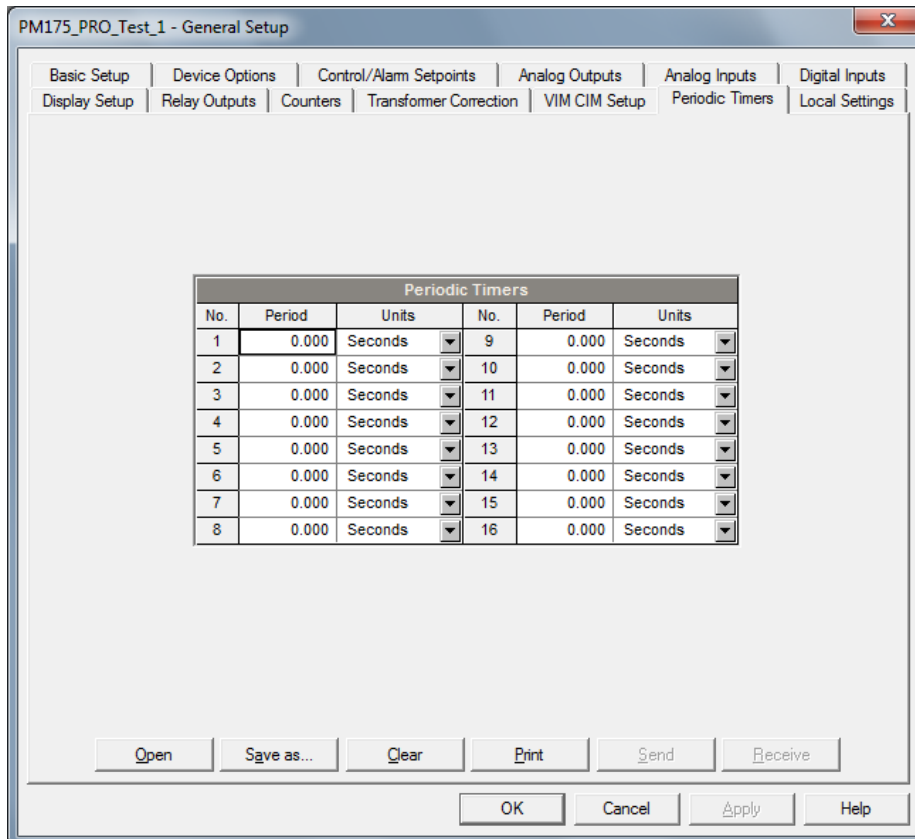 PM175_PRO_Test_1 - General Setup
Basic Setup Device Options Control/Alarm Setpoints Analog Outputs Analog Inputs Digital Inputs
Display Setup Relay Outputs Counters Transformer Correction VIM CIM Setup Periodic Timers Local Settings
Periodic Timers
No. Period Units No. Period Units
1 0.000 Seconds 9 0.000 Seconds
2 0.000 Seconds 10 0.000 Seconds
3 0.000 Seconds 11 0.000 Seconds
4 0.000 Seconds 12 0.000 Seconds
5 0.000 Seconds 13 0.000 Seconds
6 0.000 Seconds 14 0.000 Seconds
7 0.000 Seconds 15 0.000 Seconds
8 0.000 Seconds 16 0.000 Seconds
Open Save as... Clear Print Send Receive
OK Cancel Apply Help